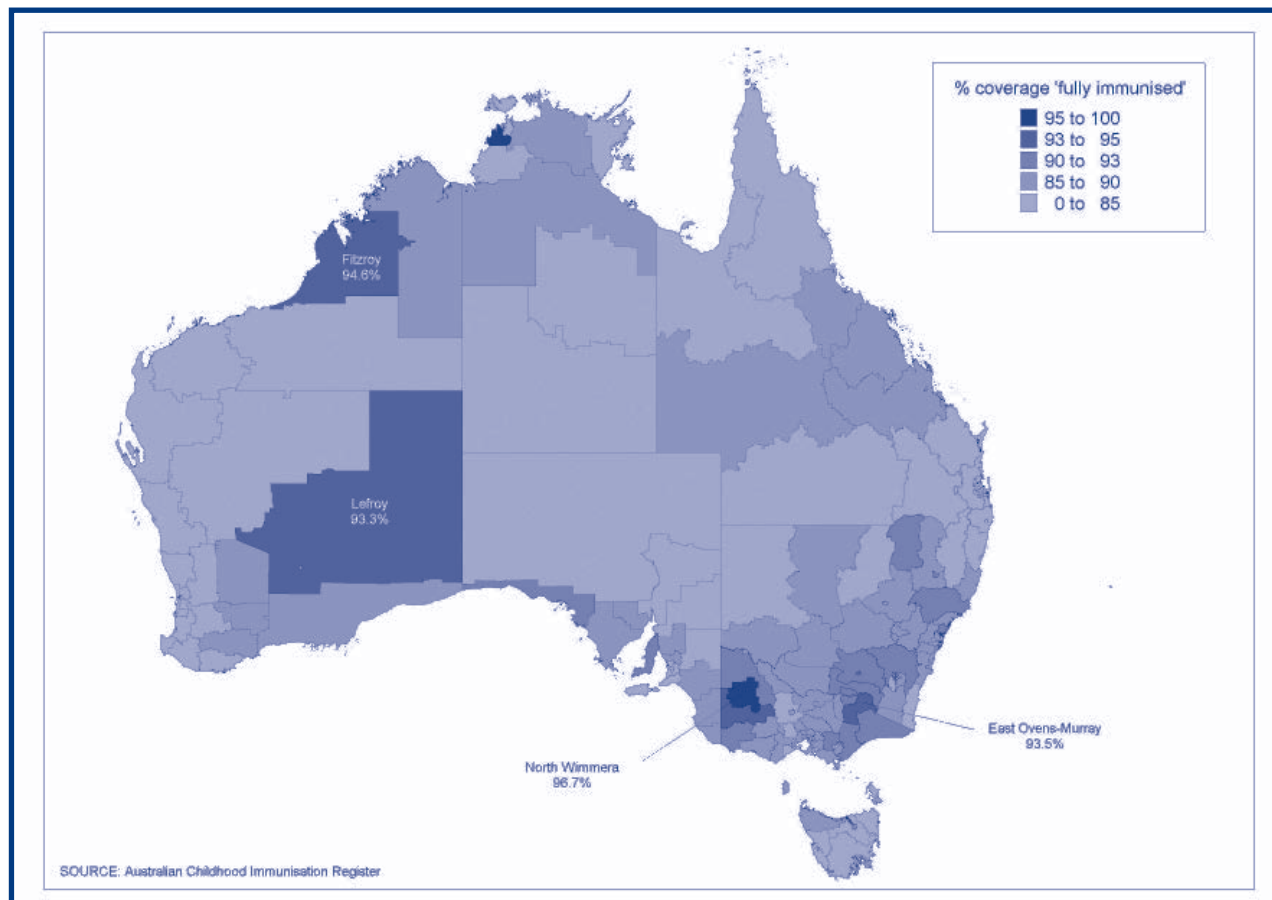 % coverage 'fully immunised'
95 to 100
93 to 95
90 to 93
85 to 90
0 to 85
Fitzroy
94.6%
Lefroy
93.3%
East Ovens-Murray
93.5%
North Wimmera
96.7%
SOURCE: Australian Childhood Immunisation Register